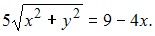 5√(x² + y²) = 9 − 4x.